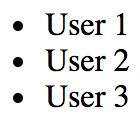 • User 1
• User 2
• User 3